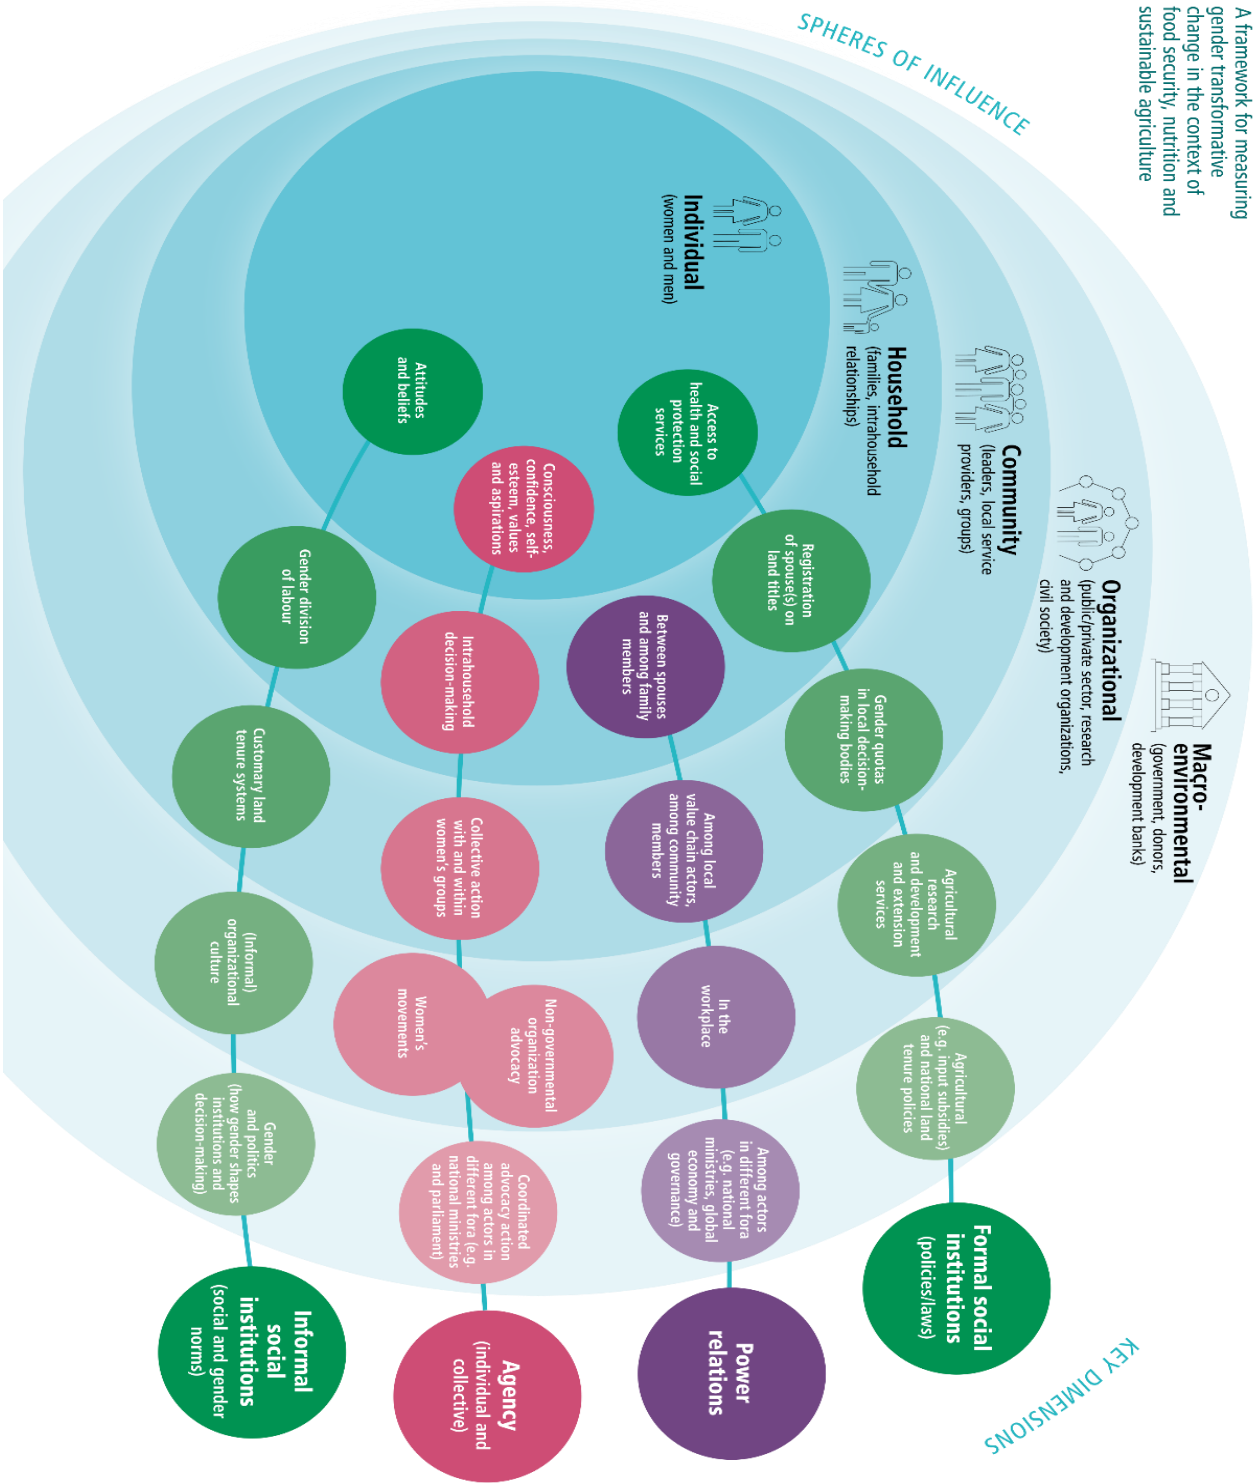 A framework for measuring
gender transformative
change in the context of
food security, nutrition and
sustainable agriculture
SPHERES OF INFLUENCE
Individual
(women and men)
Household
(families, intrahousehold
relationships)
Community
(leaders, local service
providers, groups)
Organizational
(public/private sector, research
and development organizations,
civil society)
Macro-
environmental
(government, donors,
development banks)
KEY DIMENSIONS
Access to
health and social
protection
services
Registration
of spouse(s) on
land titles
Gender quotas
in local decision-
making bodies
Agricultural
research
and development
and extension
services
Agricultural
(e.g. input subsidies)
and national land
tenure policies
Formal social
institutions
(policies/laws)
Between spouses
and among family
members
Among local
value chain actors,
among community
members
In the
workplace
Among actors
in different fora
(e.g. national
ministries, global
economy and
governance)
Power
relations
Consciousness,
confidence, self-
esteem, values
and aspirations
Intrahousehold
decision-making
Collective action
with and within
women's groups
Non-governmental
organization
advocacy
Women's
movements
Coordinated
advocacy action
among actors in
different fora (e.g.
national ministries
and parliament)
Agency
(individual and
collective)
Attitudes
and beliefs
Gender division
of labour
Customary land
tenure systems
(Informal)
organizational
culture
Gender
and politics
(how gender shapes
institutions and
decision-making)
Informal
social
institutions
(social and gender
norms)